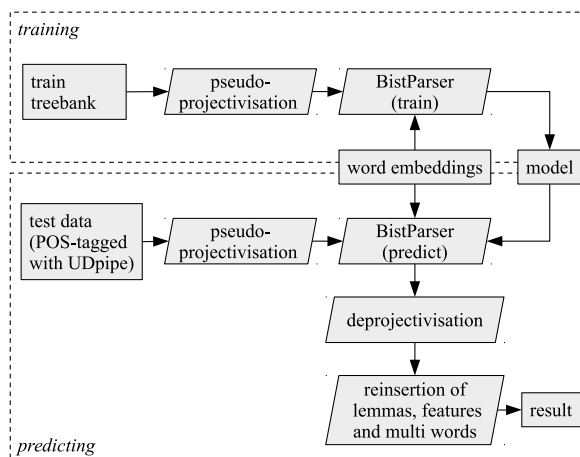 training
train
treebank
pseudo-
projectivisation
BistParser
(train)
word embeddings
model
test data
(POS-tagged
with UDpipe)
pseudo-
projectivisation
BistParser
(predict)
deprojectivisation
reinsertion of
lemmas, features
and multi words
result
predicting